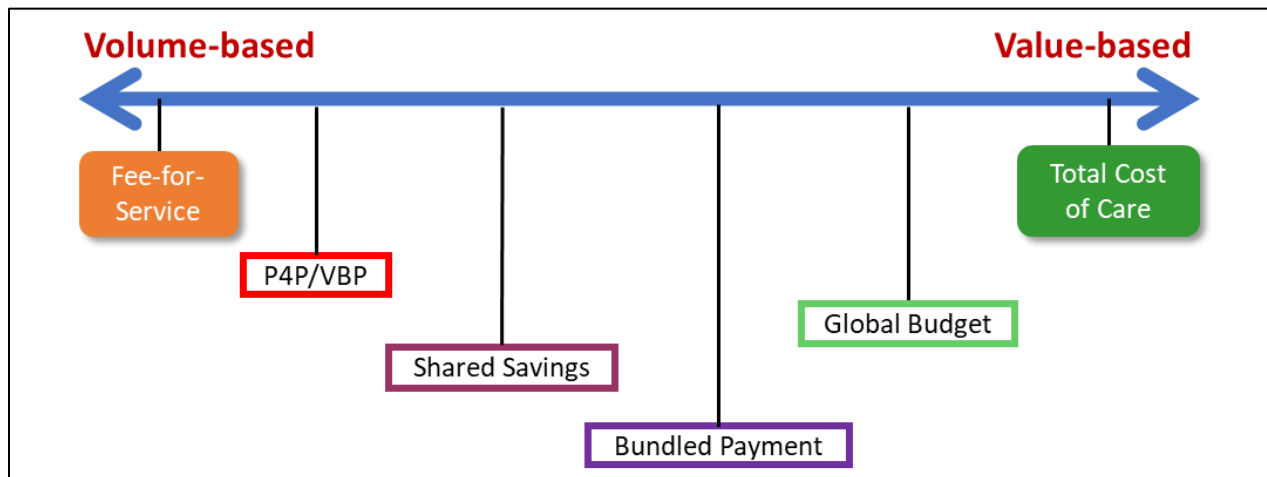 Volume-based
Value-based
Fee-for-
Service
Total Cost
of Care
P4P/VBP
Global Budget
Shared Savings
Bundled Payment